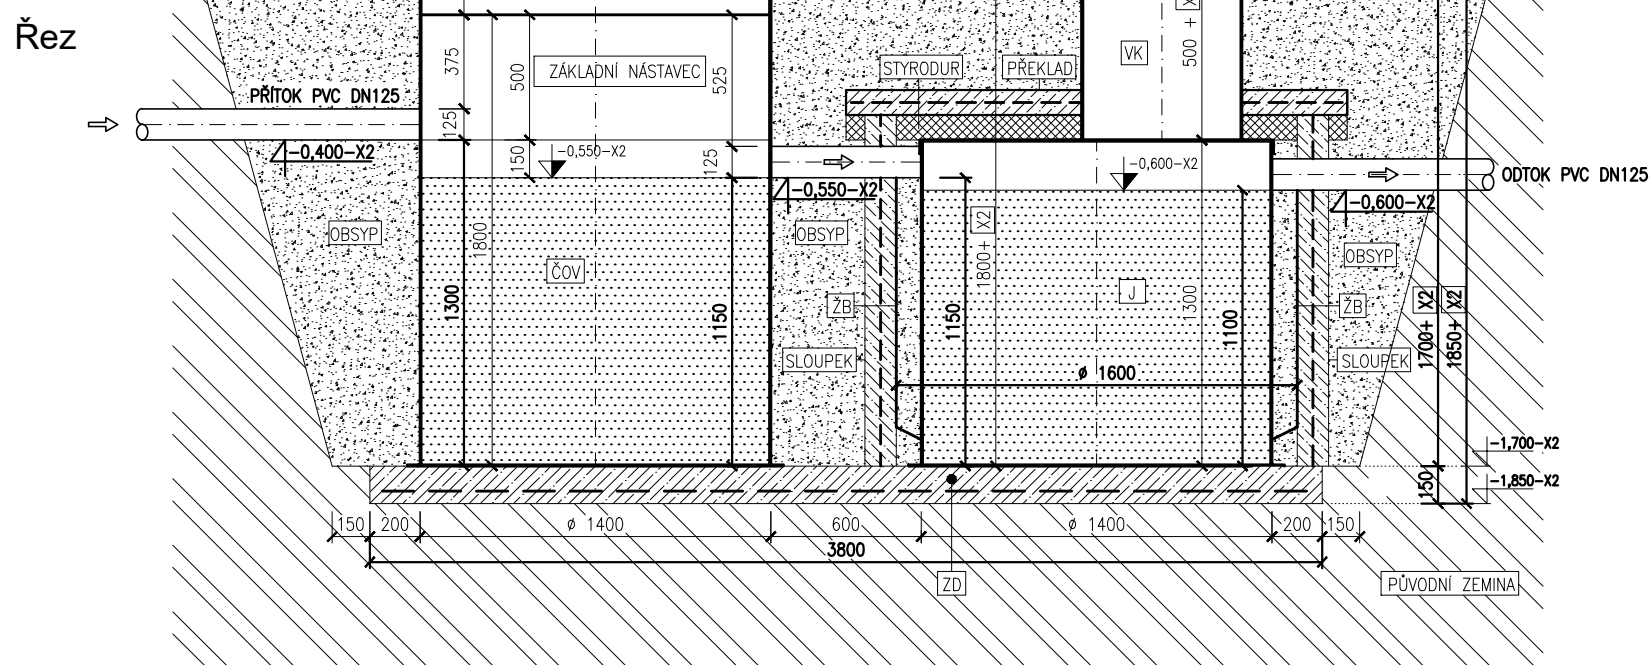 Řez
375
500
ZÁKLADNÍ NÁSTAVEC
525
STYRODUR
PŘEKLAD
VK
500 + X
PŘÍTOK PVC DN125
125
-0,400-X2
150
-0,550-X2
125
-0,550-X2
-0,600-X2
ODTOK PVC DN125
-0,600-X2
OBSYP
1800
ČOV
OBSYP
1800+ X2
J
OBSYP
1300
1150
ŽB
1150
1300
1100
ŽB
1700+ X2
1850+ X2
SLOUPEK
ø 1600
SLOUPEK
-1,700-X2
150
-1,850-X2
150
200
ø 1400
600
ø 1400
200
150
3800
ZD
PŮVODNÍ ZEMINA